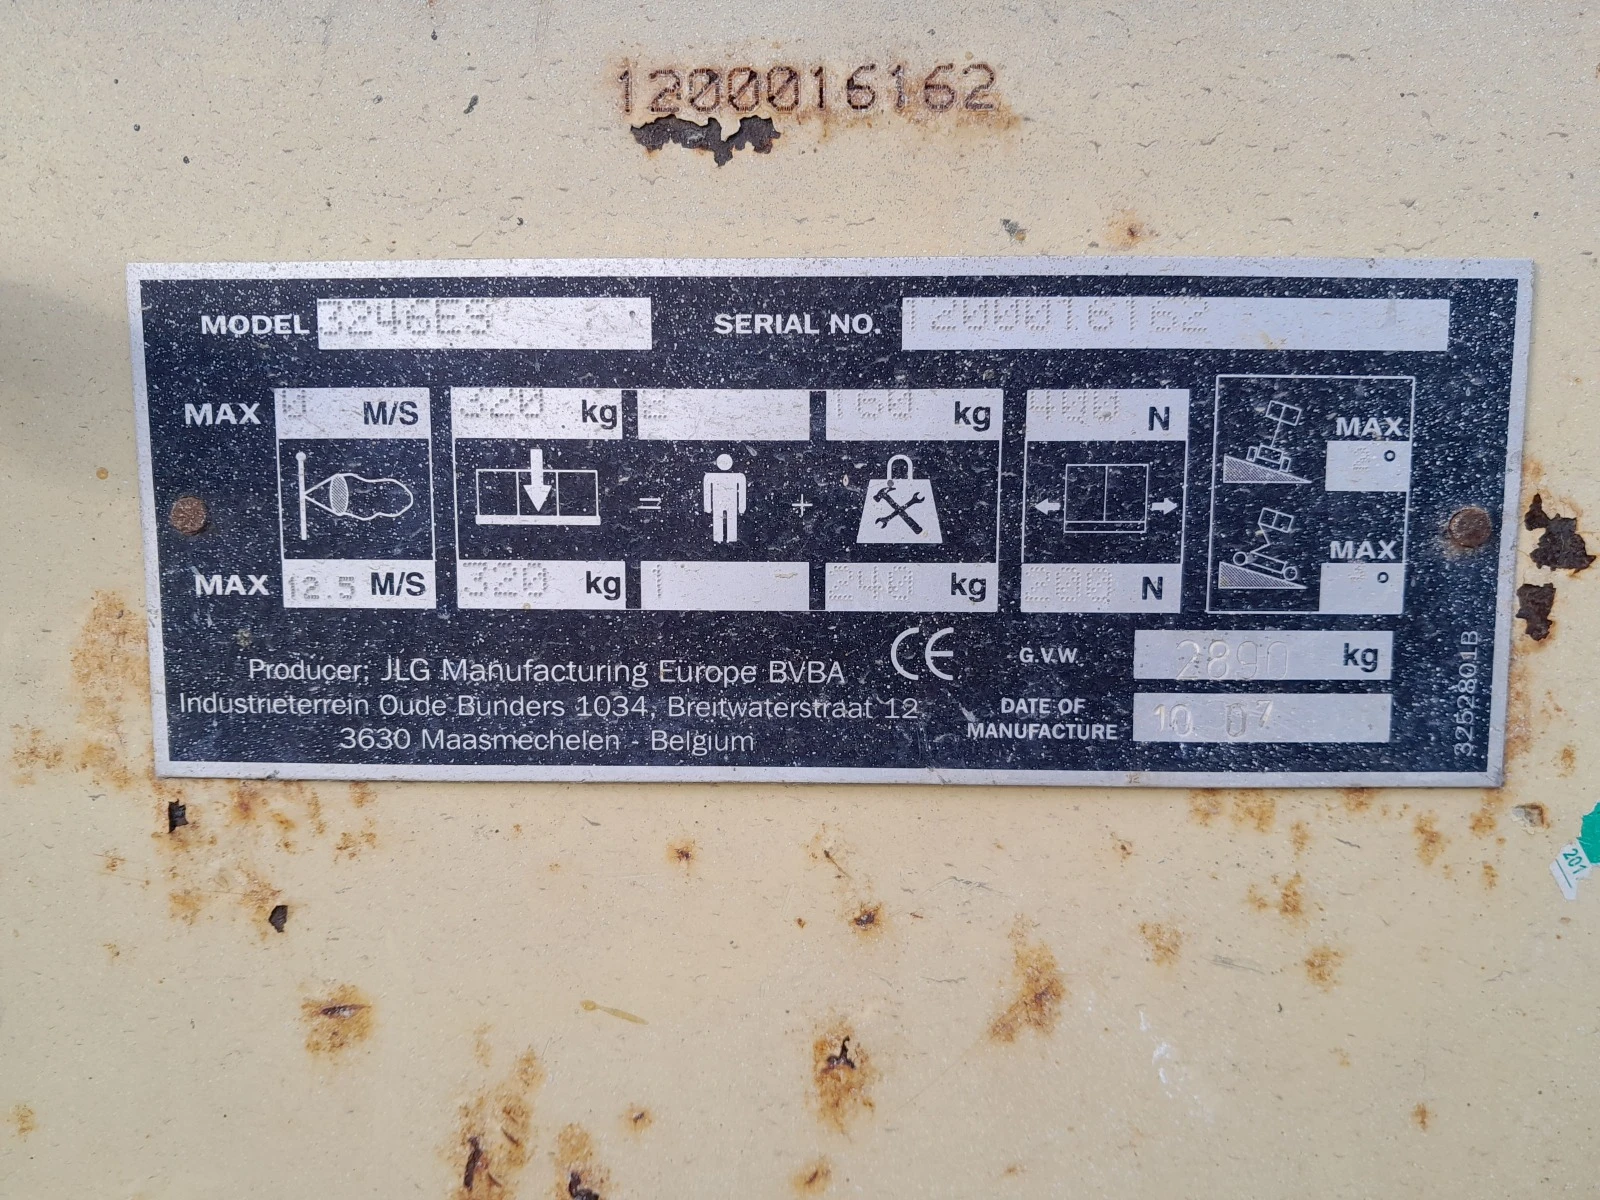 1200016162
MODEL 3246ES SERIAL NO. 1200016162
MAX 0 M/S 320 kg 2 160 kg 400 N
MAX 2°
= +
MAX °
MAX 12.5 M/S 320 kg 1 240 kg 200 N
Producer; JLG Manufacturing Europe BVBA CE G.V.W. 2890 kg
Industrieterrein Oude Bunders 1034, Breitwaterstraat 12
3630 Maasmechelen - Belgium
DATE OF
MANUFACTURE 10 07
3252801B
201